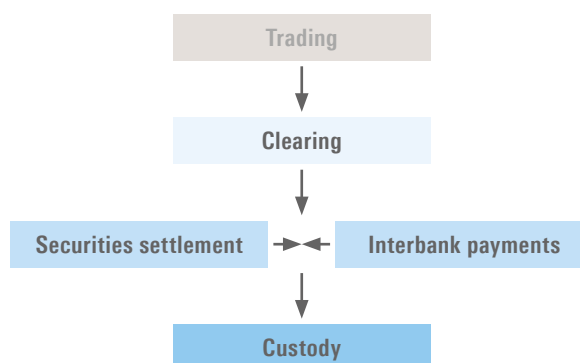 Trading
Clearing
Securities settlement
Interbank payments
Custody